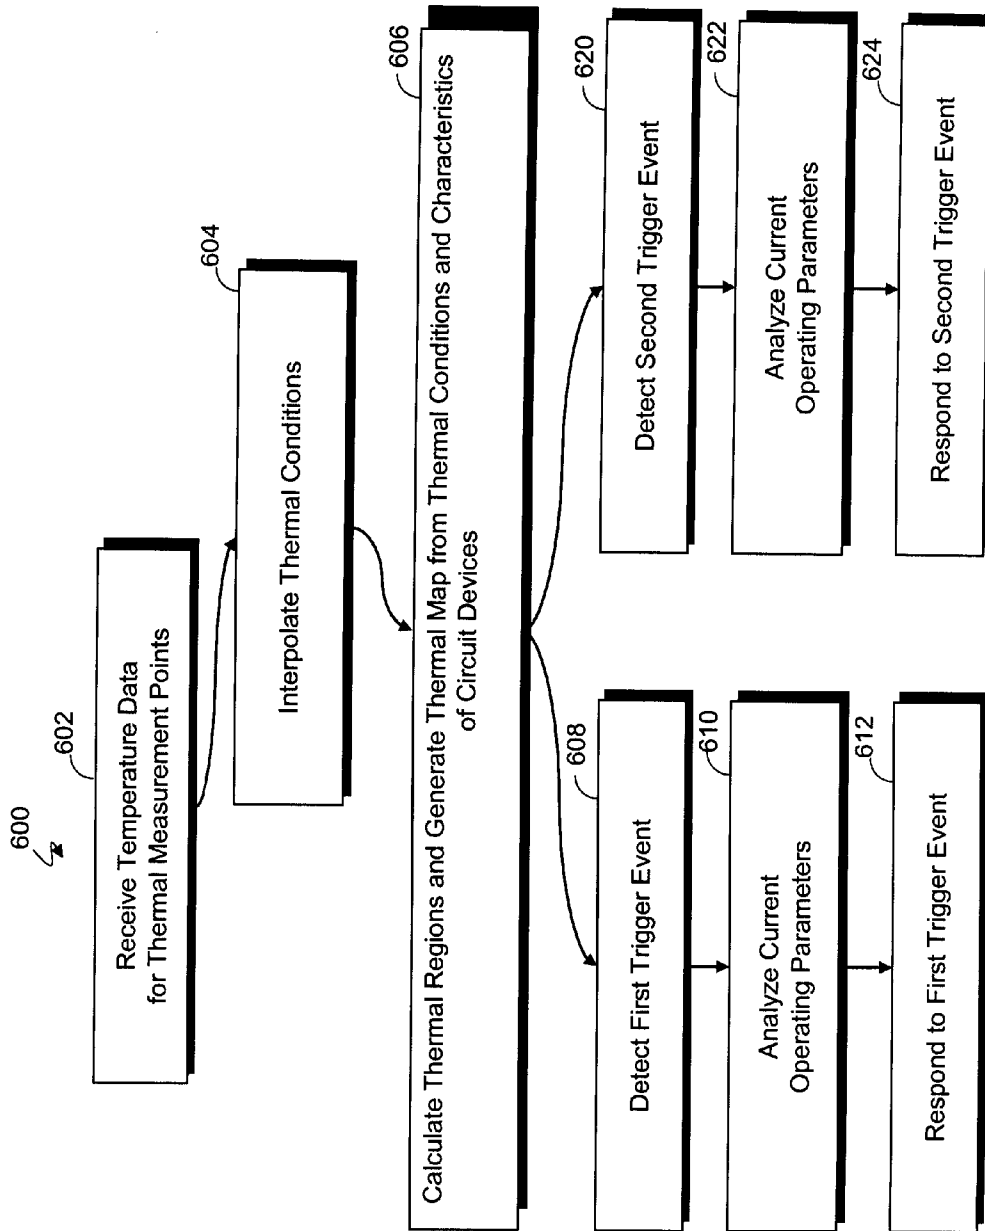 600
602
Receive Temperature Data
for Thermal Measurement Points
604
Interpolate Thermal Conditions
606
Calculate Thermal Regions and Generate Thermal Map from Thermal Conditions and Characteristics
of Circuit Devices
608
Detect First Trigger Event
610
Analyze Current
Operating Parameters
612
Respond to First Trigger Event
620
Detect Second Trigger Event
622
Analyze Current
Operating Parameters
624
Respond to Second Trigger Event